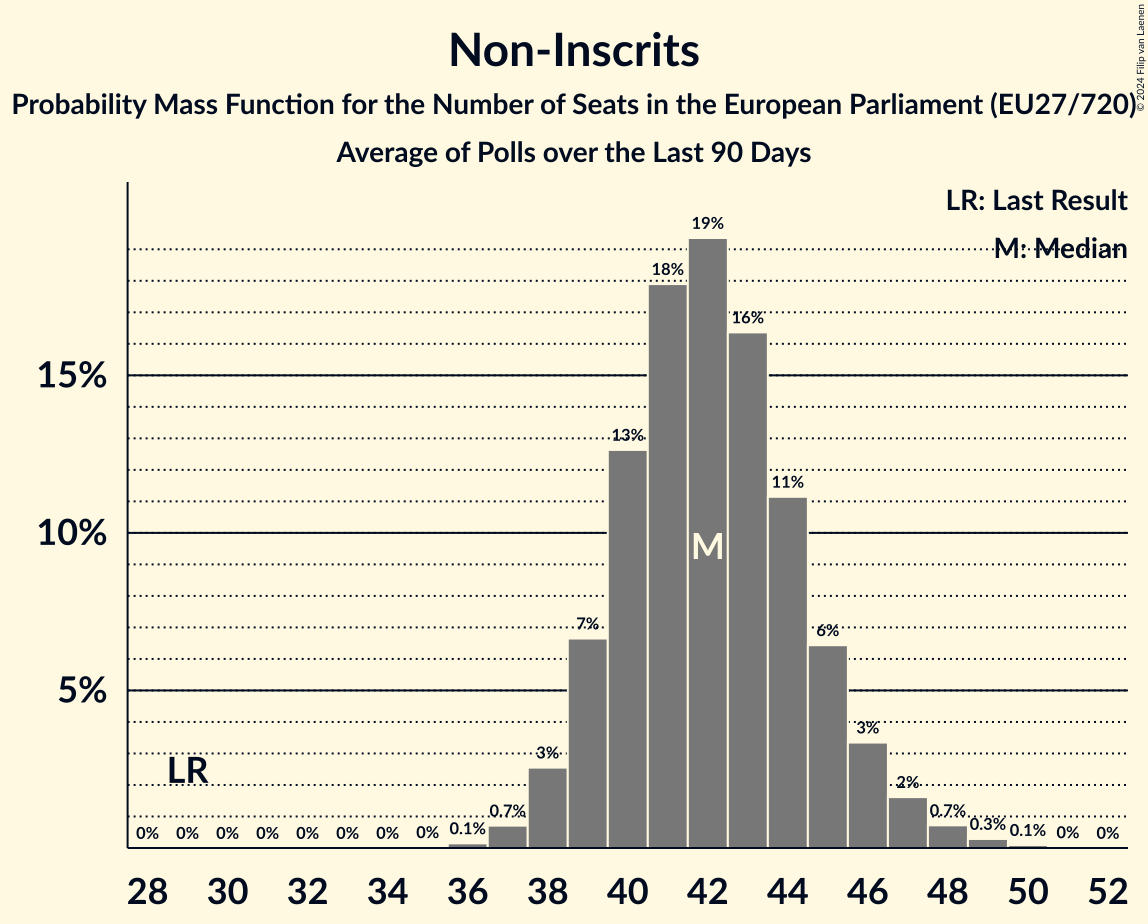 Non-Inscrits
Probability Mass Function for the Number of Seats in the European Parliament (EU27/720)
Average of Polls over the Last 90 Days
© 2024 Filip van Laenen
LR: Last Result
M: Median
15%
10%
5%
0% 0% 0% 0% 0% 0% 0% 0% 0.1% 0.7% 3% 7% 13% 18% 19% 16% 11% 6% 3% 2% 0.7% 0.3% 0.1% 0% 0%
LR
M
28 30 32 34 36 38 40 42 44 46 48 50 52